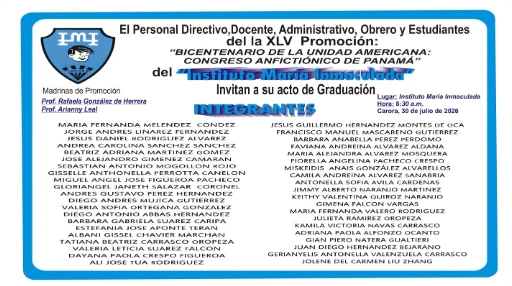 IMI
El Personal Directivo,Docente, Administrativo, Obrero y Estudiantes
del la XLV Promoción:
"BICENTENARIO DE LA UNIDAD AMERICANA:
CONGRESO ANFICTIÓNICO DE PANAMÁ"
del "Instituto María Inmaculada"
Invitan a su acto de Graduación
Madrinas de Promoción
Prof. Rafaela González de Herrera
Prof. Arianny Leal
Lugar; Instituto María Inmaculada
Hora; 8:30 a.m.
Carora, 30 de julio de 2026
INTEGRANTES
MARIA FERNANDA MELENDEZ CONDEZ
JORGE ANDRES LINAREZ FERNANDEZ
JESUS DANIEL RODRIGUEZ ALVAREZ
ANDREA CAROLINA SANCHEZ SANCHEZ
BEATRIZ ADRIANA MARTINEZ GOMEZ
JOSE ALEJANDRO GIMENEZ CAMARAN
SEBASTIAN ANTONIO MOGOLLON ROJO
GISSELLE ANTHONELLA PERROTTA CANELON
MIGUEL ANGEL JOSE FIGUEROA PACHECO
GLORIANGEL JANETH SALAZAR CORONEL
ANDRES GUSTAVO PEREZ HERNANDEZ
DIEGO ANDRES MUJICA GUTIERREZ
VALERIA SOFIA ORTEGANA GONZALEZ
DIEGO ANTONIO ABBAS HERNANDEZ
BARBARA GABRIELA SUAREZ CARIPA
ESTEFANIA JOSE APONTE TERAN
ALBANI GISSEL CHAVIER MARCHAN
TATIANA BEATRIZ CARRASCO OROPEZA
VALERIA LETICIA SUAREZ FALCON
DAYANA PAOLA CRESPO FIGUEROA
ALI JOSE TUA RODRIGUEZ
JESUS GUILLERMO HERNANDEZ MONTES DE OCA
FRANCISCO MANUEL MASCAREÑO GUTIERREZ
BARBARA ANABELLA PEREZ PERDOMO
FAVIANA ANDREINA ALVAREZ ALDANA
MARIA ALEJANDRA ALVAREZ MOSQUERA
FIORELLA ANGELINA PACHECO CRESPO
MISKEIDIS ANAIS GONZALEZ ALVARELLOS
CAMILA ANDREINA ALVAREZ SANABRIA
ANTONELLA SOFIA AVILA CARDENAS
JIMMY ALBERTO NARANJO MARTINEZ
KEITHY VALENTINA QUIROZ NARANJO
GIMENA FALCON VARGAS
MARIA FERNANDA VALERO RODRIGUEZ
JULIETA RAMIREZ OROPEZA
KAMILA VICTORIA NAVAS CARRASCO
ADRIANA PAOLA ALFONZO OCANTO
GIAN PIERO NATERA GUALTIERI
JUAN DIEGO HERNANDEZ BEJARANO
GERIANYELIS ANTONELLA VALENZUELA CARRASCO
JOLENE DEL CARMEN LIU ZHANG